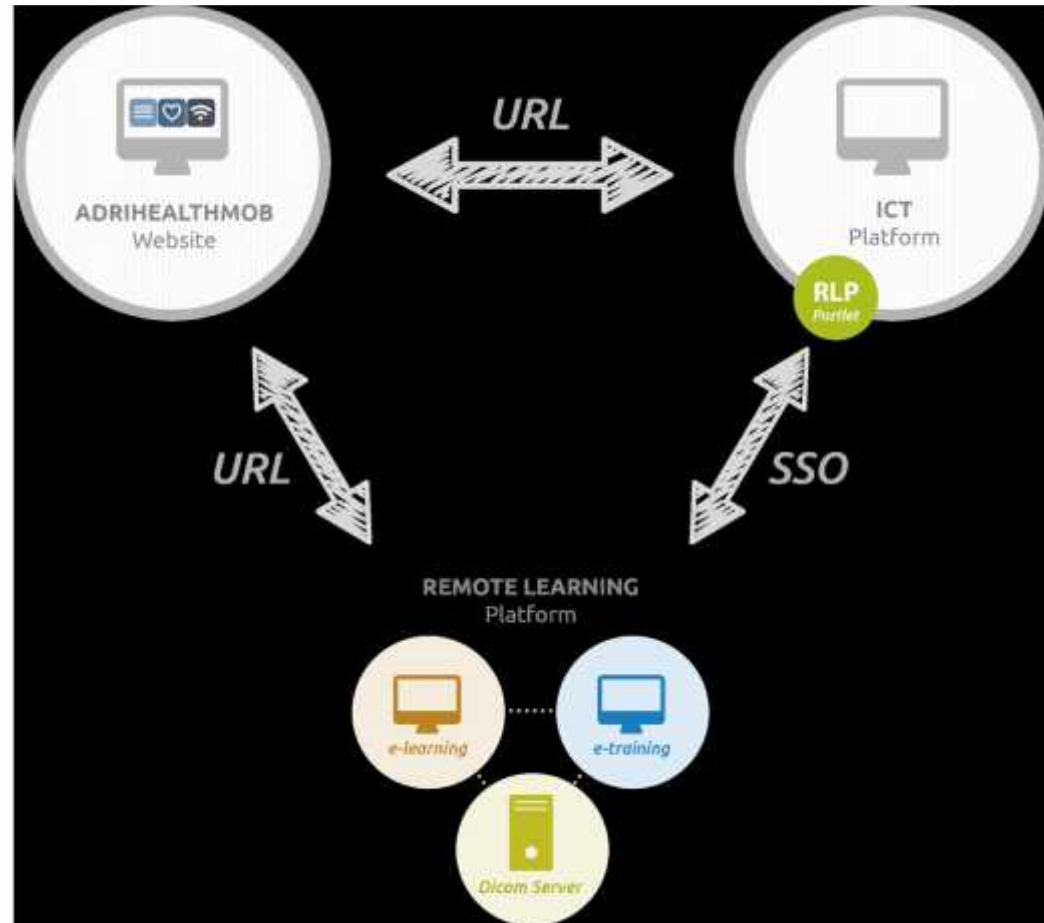 URL
ADRIHEALTHMOB
Website
ICT
Platform
RLP
Portlet
URL
SSO
REMOTE LEARNING
Platform
e-learning
e-training
Dicom Server